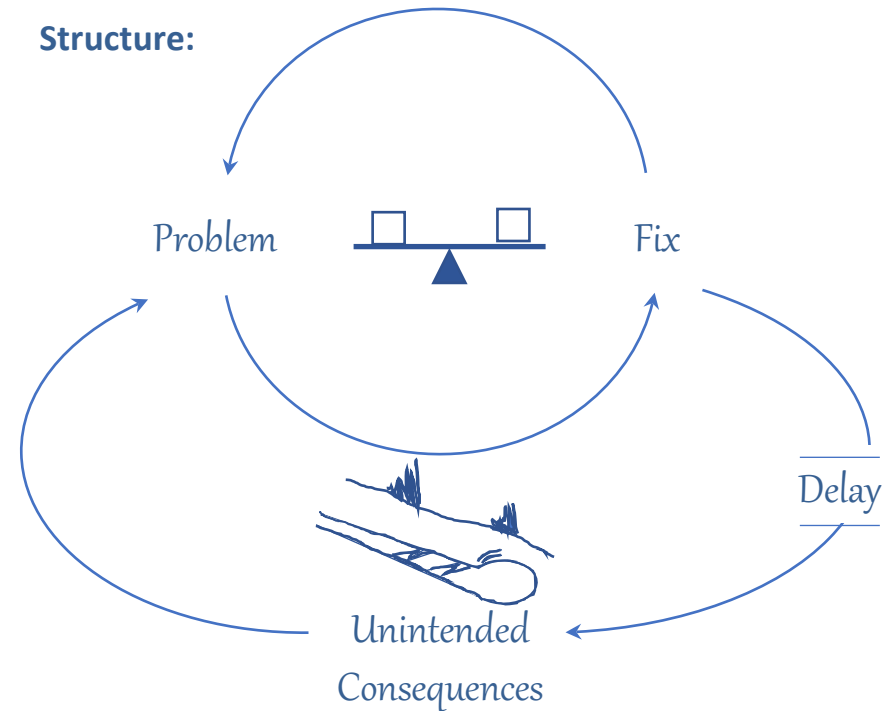 Structure:
Problem
Fix
Delay
Unintended
Consequences